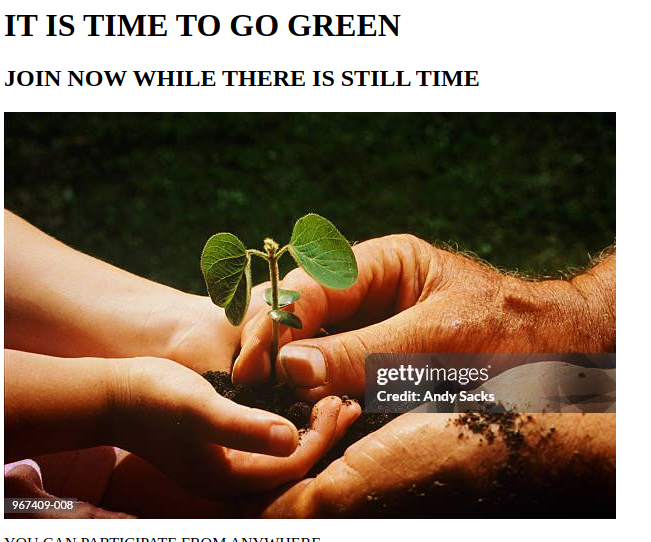 IT IS TIME TO GO GREEN
JOIN NOW WHILE THERE IS STILL TIME
gettyimages
Credit: Andy Sacks
967409-008
YOU CAN PARTICIPATE FROM ANYWHERE